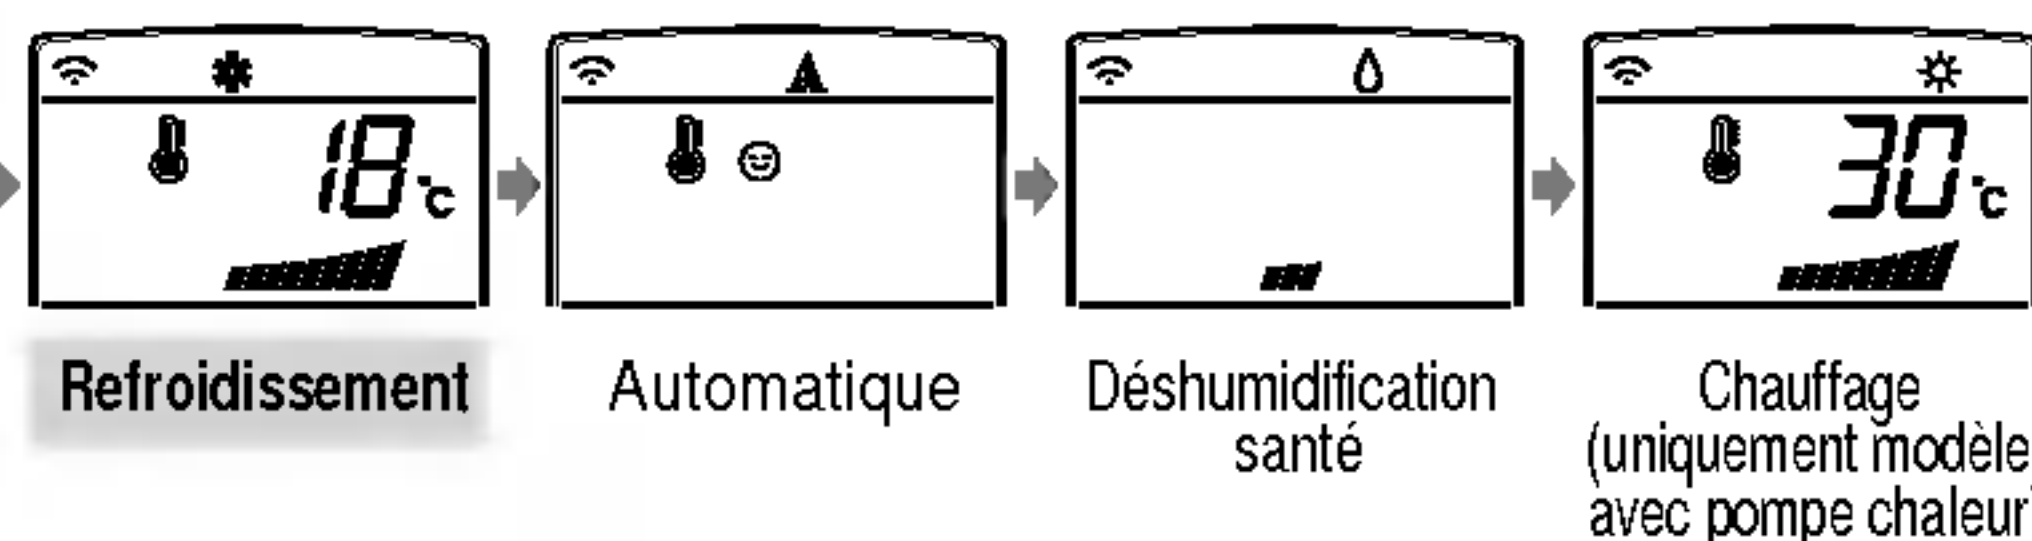 18°C
30°C
Refroidissement
Automatique
Déshumidification
santé
Chauffage
(uniquement modèle
avec pompe chaleur